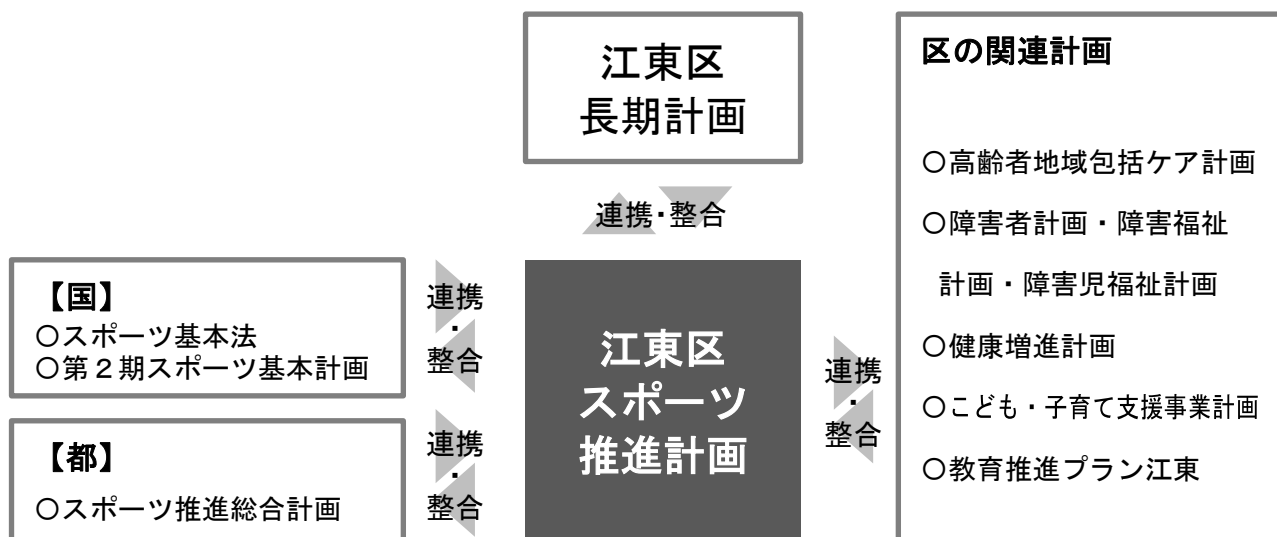 江東区
長期計画
連携・整合
【国】
○スポーツ基本法
○第２期スポーツ基本計画
連携
・
整合
【都】
○スポーツ推進総合計画
連携
・
整合
江東区
スポーツ
推進計画
連携
・
整合
区の関連計画
○高齢者地域包括ケア計画
○障害者計画・障害福祉
計画・障害児福祉計画
○健康増進計画
○こども・子育て支援事業計画
○教育推進プラン江東